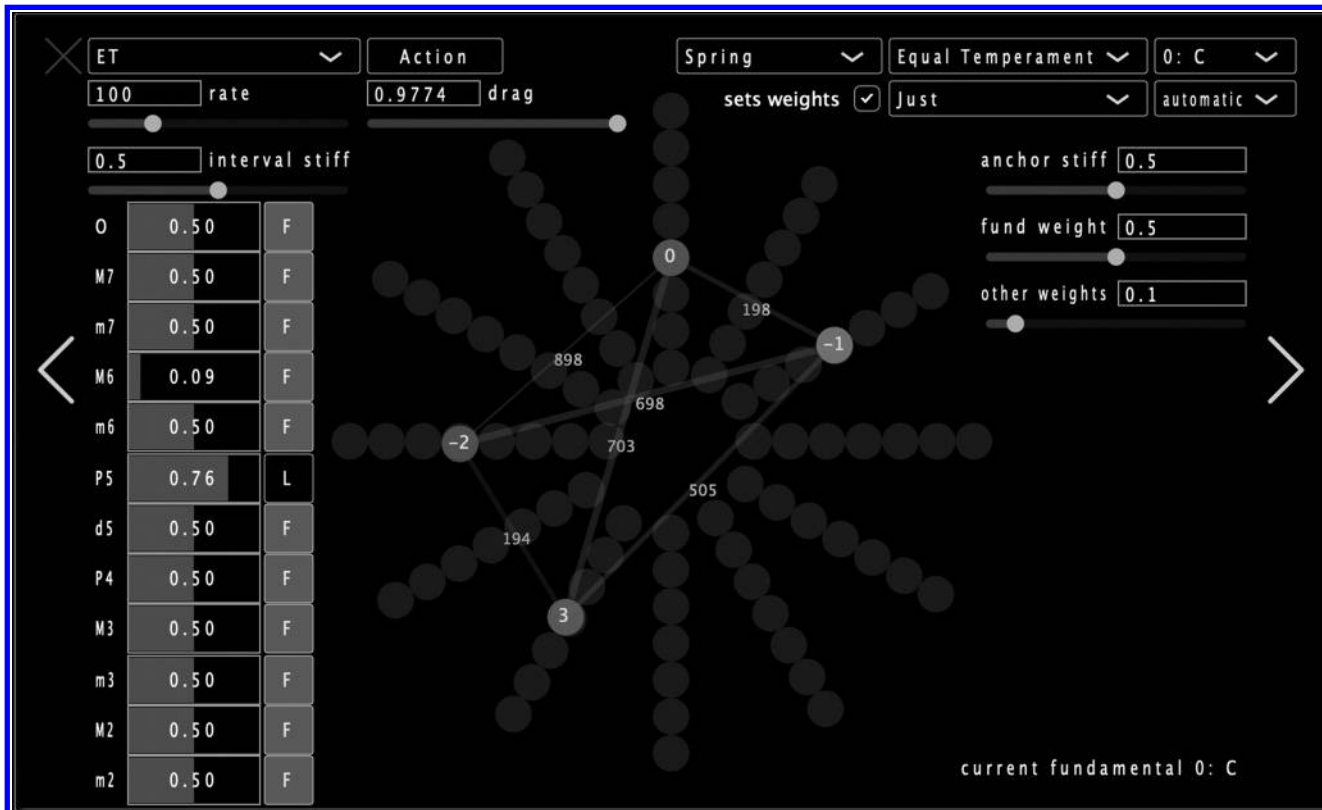 ET Action Spring Equal Temperament 0: C
100 rate 0.9774 drag sets weights Just automatic
0.5 interval stiff anchor stiff 0.5
O 0.50 F fund weight 0.5
M7 0.50 F
m7 0.50 F other weights 0.1
M6 0.09 F
m6 0.50 F
P5 0.76 L
d5 0.50 F
P4 0.50 F
M3 0.50 F
m3 0.50 F
M2 0.50 F
m2 0.50 F
0
198
-1
898
698
-2
703
505
194
3
current fundamental 0: C